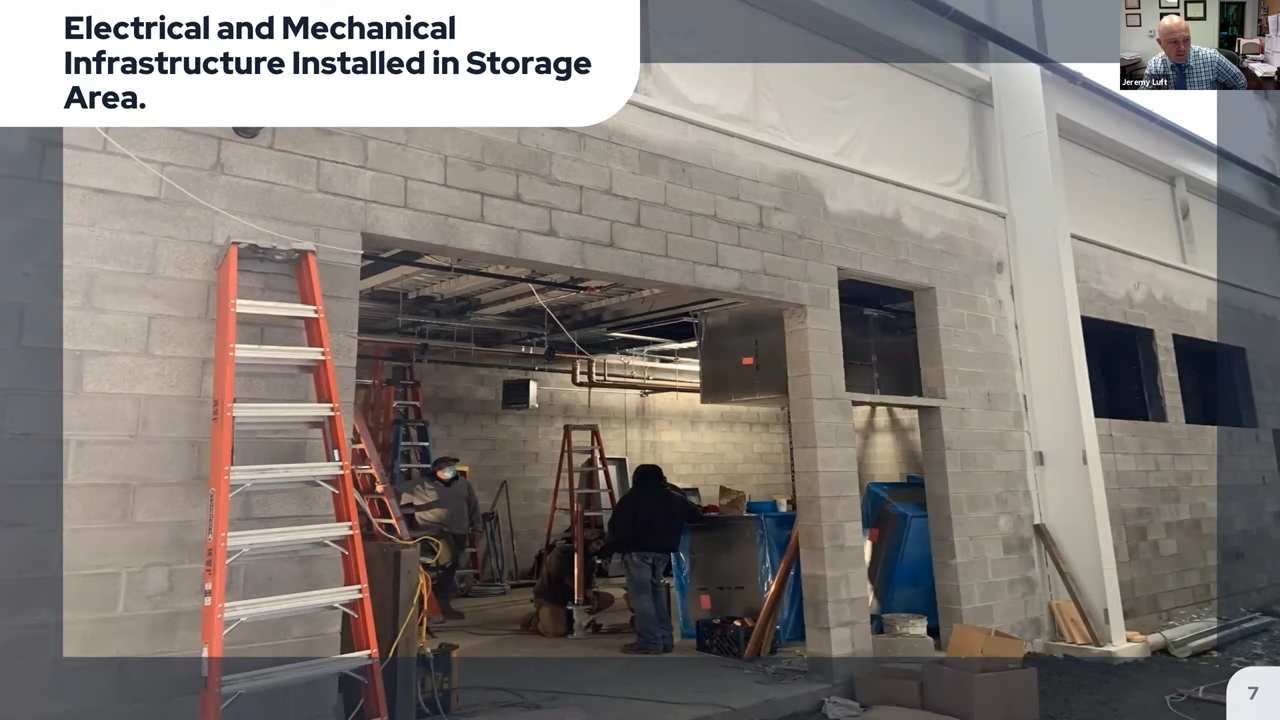 Electrical and Mechanical
Infrastructure Installed in Storage
Area.
Jeremy Luft
7